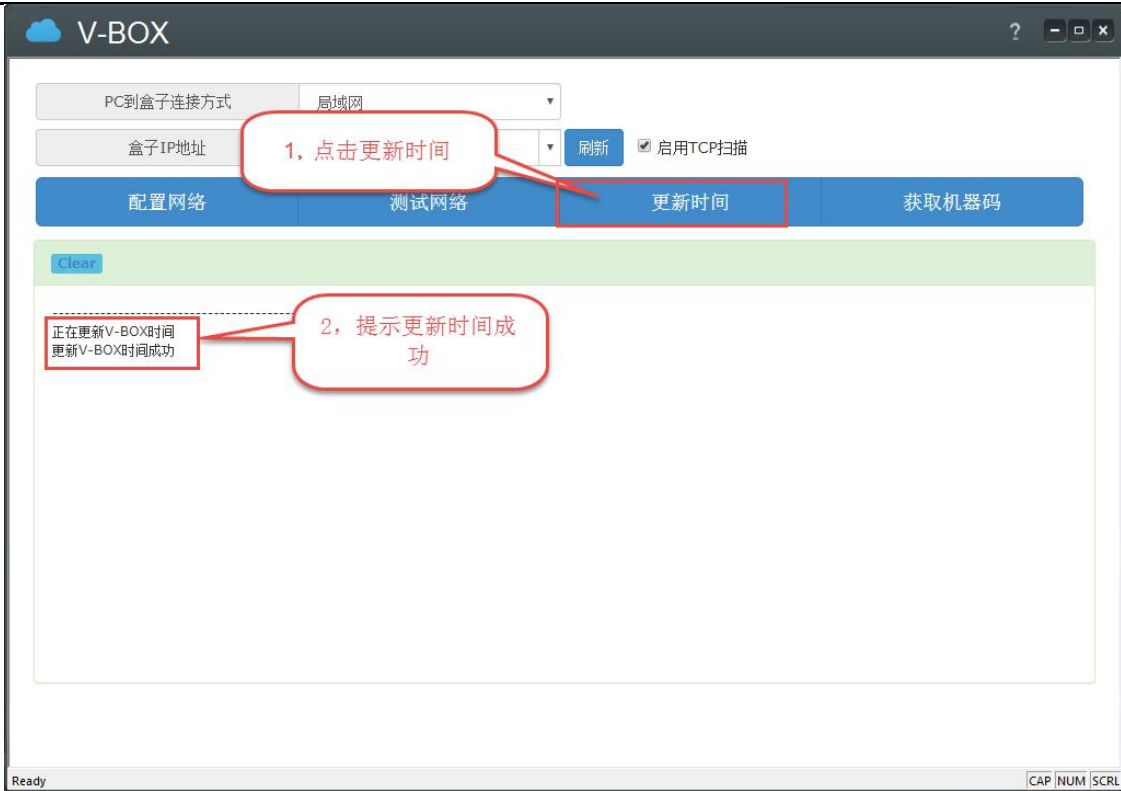 V-BOX
?
PC到盒子连接方式
局域网
盒子IP地址
刷新
启用TCP扫描
1, 点击更新时间
配置网络
测试网络
更新时间
获取机器码
Clear
正在更新V-BOX时间
更新V-BOX时间成功
2，提示更新时间成
功
Ready
CAP NUM SCRL